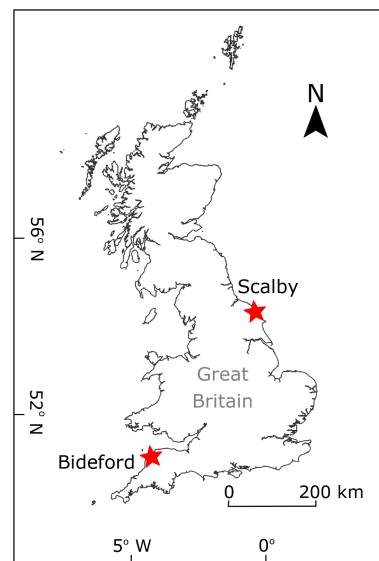 N
56° N
Scalby
Great
Britain
52° N
Bideford
0 200 km
5° W 0°